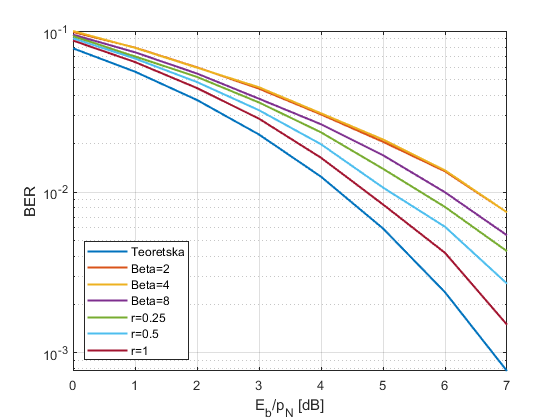 10^-1
10^-2
10^-3
BER
Teoretska
Beta=2
Beta=4
Beta=8
r=0.25
r=0.5
r=1
0 1 2 3 4 5 6 7
E_b/p_N [dB]